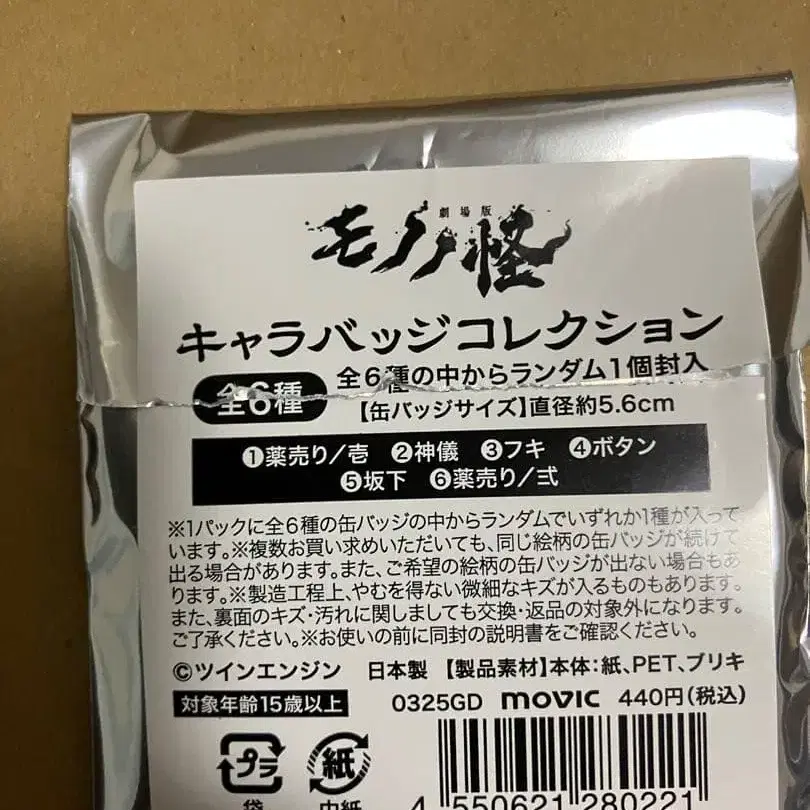 劇場版
モノノ怪
キャラバッジコレクション
全6種
全6種の中からランダム1個封入
【缶バッジサイズ】直径約5.6cm
❶薬売り/壱 ❷神儀 ❸フキ ❹ボタン
❺坂下 ❻薬売り/弐
※1パックに全6種の缶バッジの中からランダムでいずれか1種が入って
います。※複数お買い求めいただいても、同じ絵柄の缶バッジが続けて
出る場合があります。また、ご希望の絵柄の缶バッジが出ない場合もあ
ります。※製造工程上、やむを得ない微細なキズが入るものもあります。
また、裏面のキズ・汚れに関しましても交換・返品の対象外になります。
ご了承ください。※お使いの前に同封の説明書をご確認ください。
©ツインエンジン 日本製 【製品素材】本体:紙、PET、ブリキ
対象年齢15歳以上 0325GD movic 440円(税込)
プラ 紙
袋 中紙
4 550621 280221